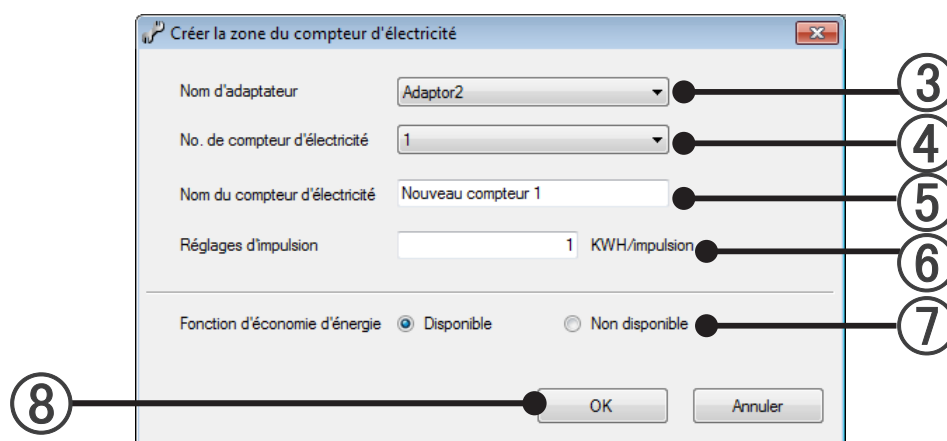 Créer la zone du compteur d'électricité
Nom d'adaptateur Adaptor2 ③
No. de compteur d'électricité 1 ④
Nom du compteur d'électricité Nouveau compteur 1 ⑤
Réglages d'impulsion 1 KWH/impulsion ⑥
Fonction d'économie d'énergie Disponible Non disponible ⑦
⑧ OK Annuler